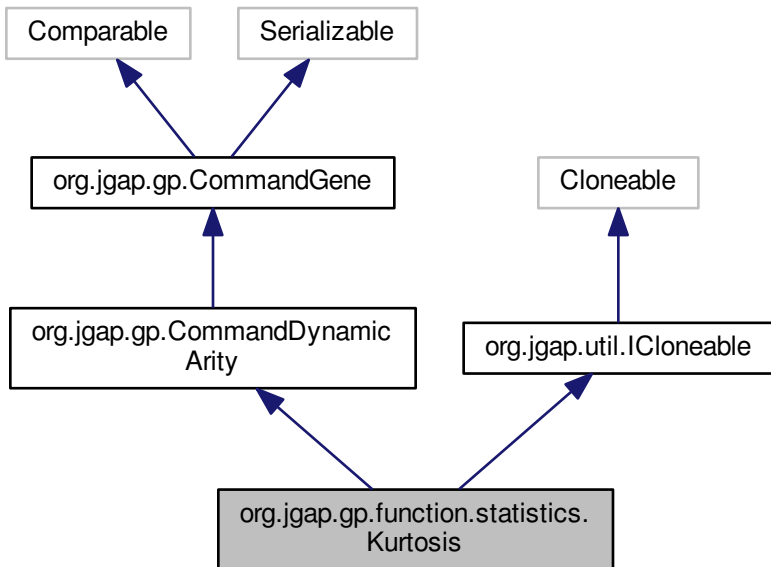 Comparable
Serializable
org.jgap.gp.CommandGene
Cloneable
org.jgap.gp.CommandDynamic
Arity
org.jgap.util.ICloneable
org.jgap.gp.function.statistics.
Kurtosis